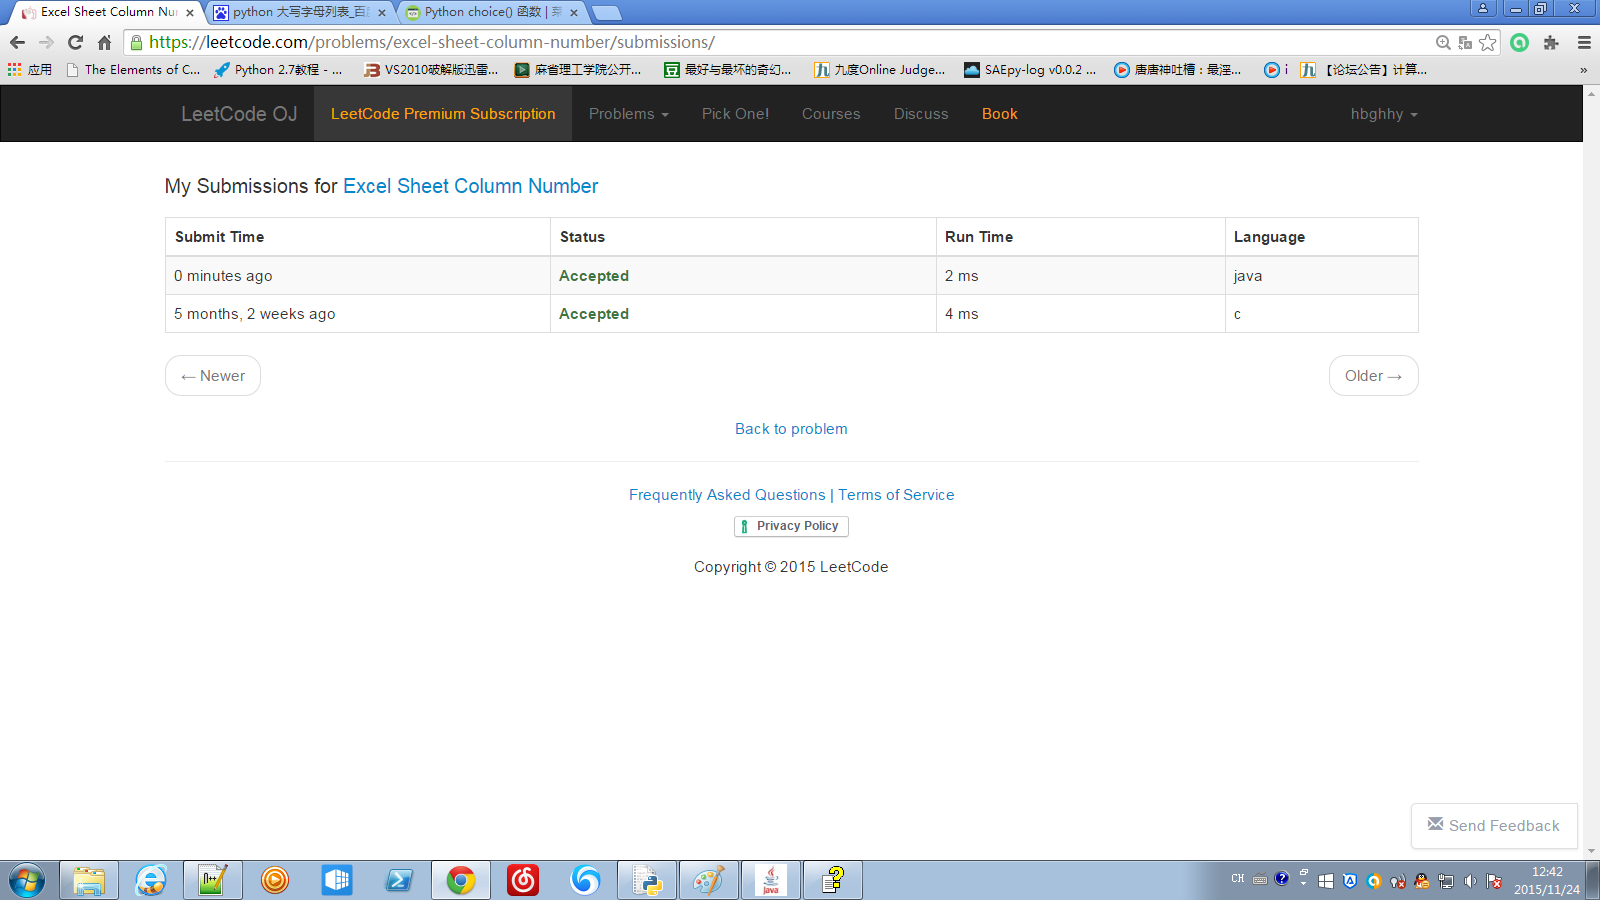 Excel Sheet Column Nu
python 大写字母列表_百
Python choice() 函数 |
https://leetcode.com/problems/excel-sheet-column-number/submissions/
应用
The Elements of C...
Python 2.7教程 - ...
VS2010破解版迅雷...
麻省理工学院公开...
最好与最坏的奇幻...
九度Online Judge...
SAEpy-log v0.0.2 ...
唐唐神吐槽：最淫...
i
【论坛公告】计算...
»
LeetCode OJ
LeetCode Premium Subscription
Problems
Pick One!
Courses
Discuss
Book
hbghhy
My Submissions for Excel Sheet Column Number
Submit Time Status Run Time Language
0 minutes ago Accepted 2 ms java
5 months, 2 weeks ago Accepted 4 ms c
← Newer
Older →
Back to problem
Frequently Asked Questions | Terms of Service
Privacy Policy
Copyright © 2015 LeetCode
Send Feedback
Java
CH
12:42
2015/11/24